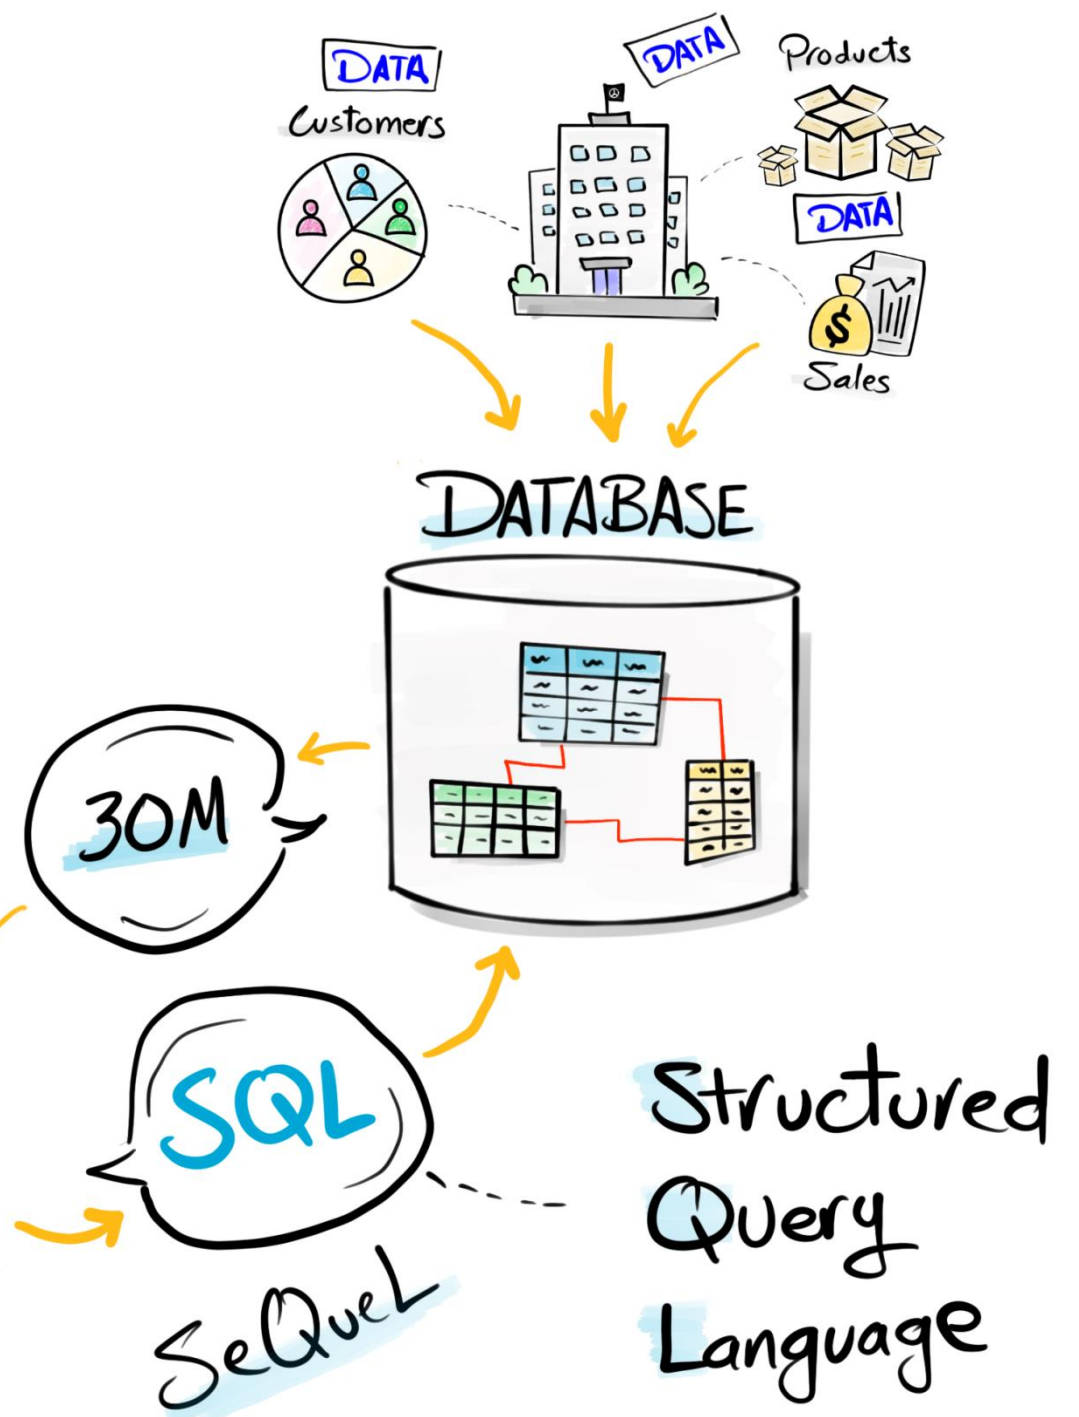 DATA
Customers
DATA
Products
DATA
$
Sales
DATABASE
30M
SQL
SeQueL
Structured
Query
Language